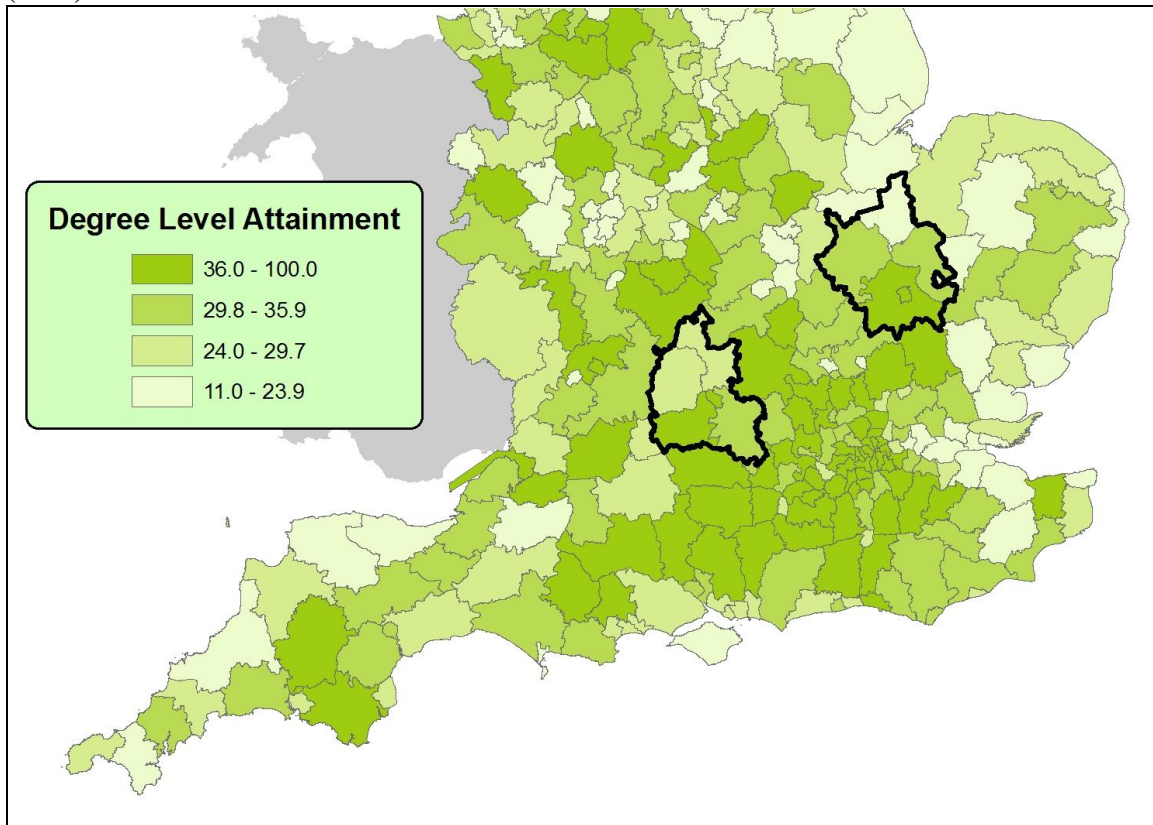 Degree Level Attainment
36.0 - 100.0
29.8 - 35.9
24.0 - 29.7
11.0 - 23.9